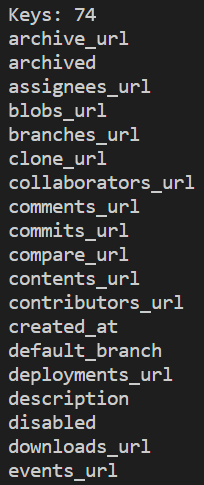 Keys: 74
archive_url
archived
assignees_url
blobs_url
branches_url
clone_url
collaborators_url
comments_url
commits_url
compare_url
contents_url
contributors_url
created_at
default_branch
deployments_url
description
disabled
downloads_url
events_url